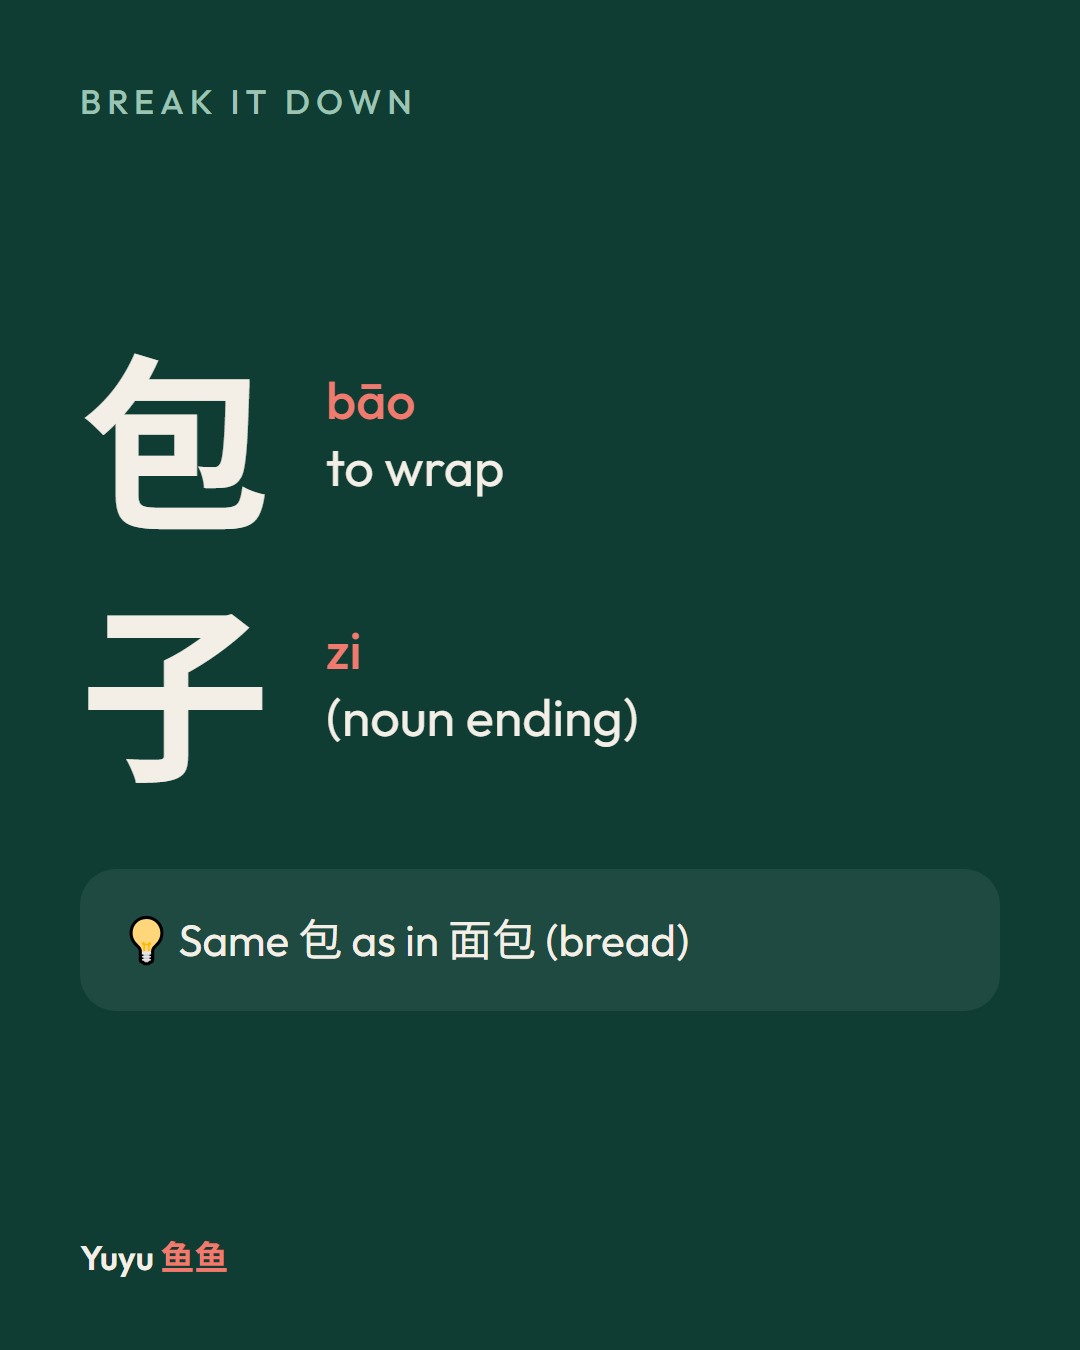 BREAK IT DOWN
包
bāo
to wrap
子
zi
(noun ending)
💡 Same 包 as in 面包 (bread)
Yuyu 鱼鱼